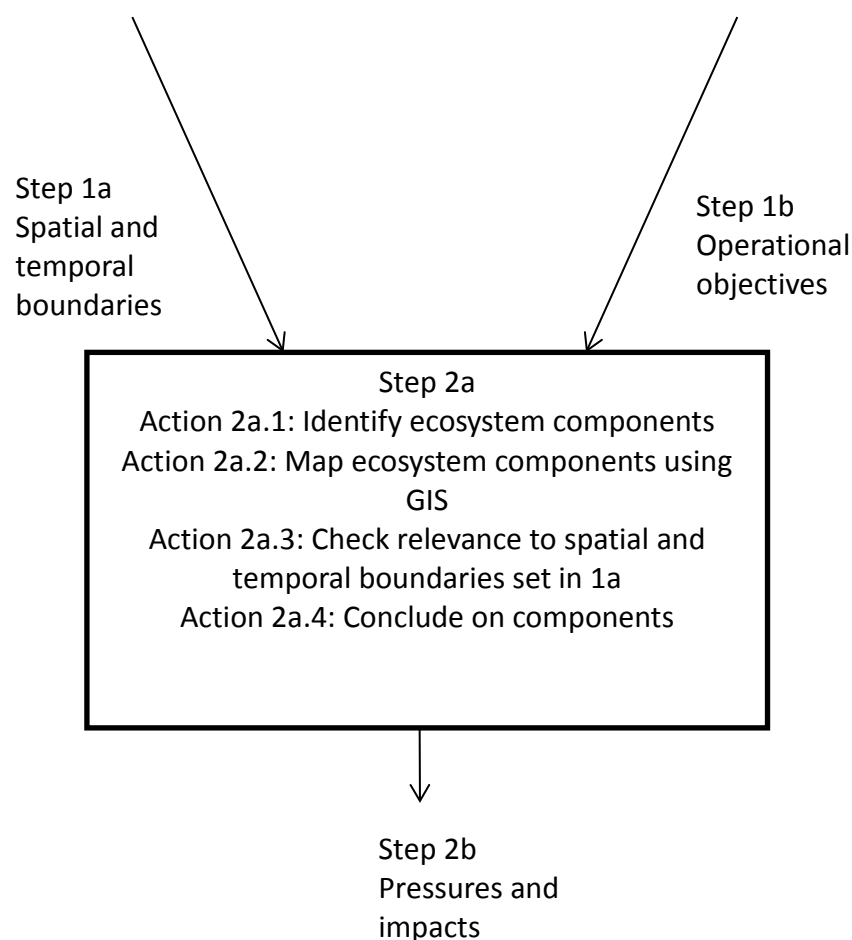 Step 1a
Spatial and
temporal
boundaries
Step 1b
Operational
objectives
Step 2a
Action 2a.1: Identify ecosystem components
Action 2a.2: Map ecosystem components using
GIS
Action 2a.3: Check relevance to spatial and
temporal boundaries set in 1a
Action 2a.4: Conclude on components
Step 2b
Pressures and
impacts